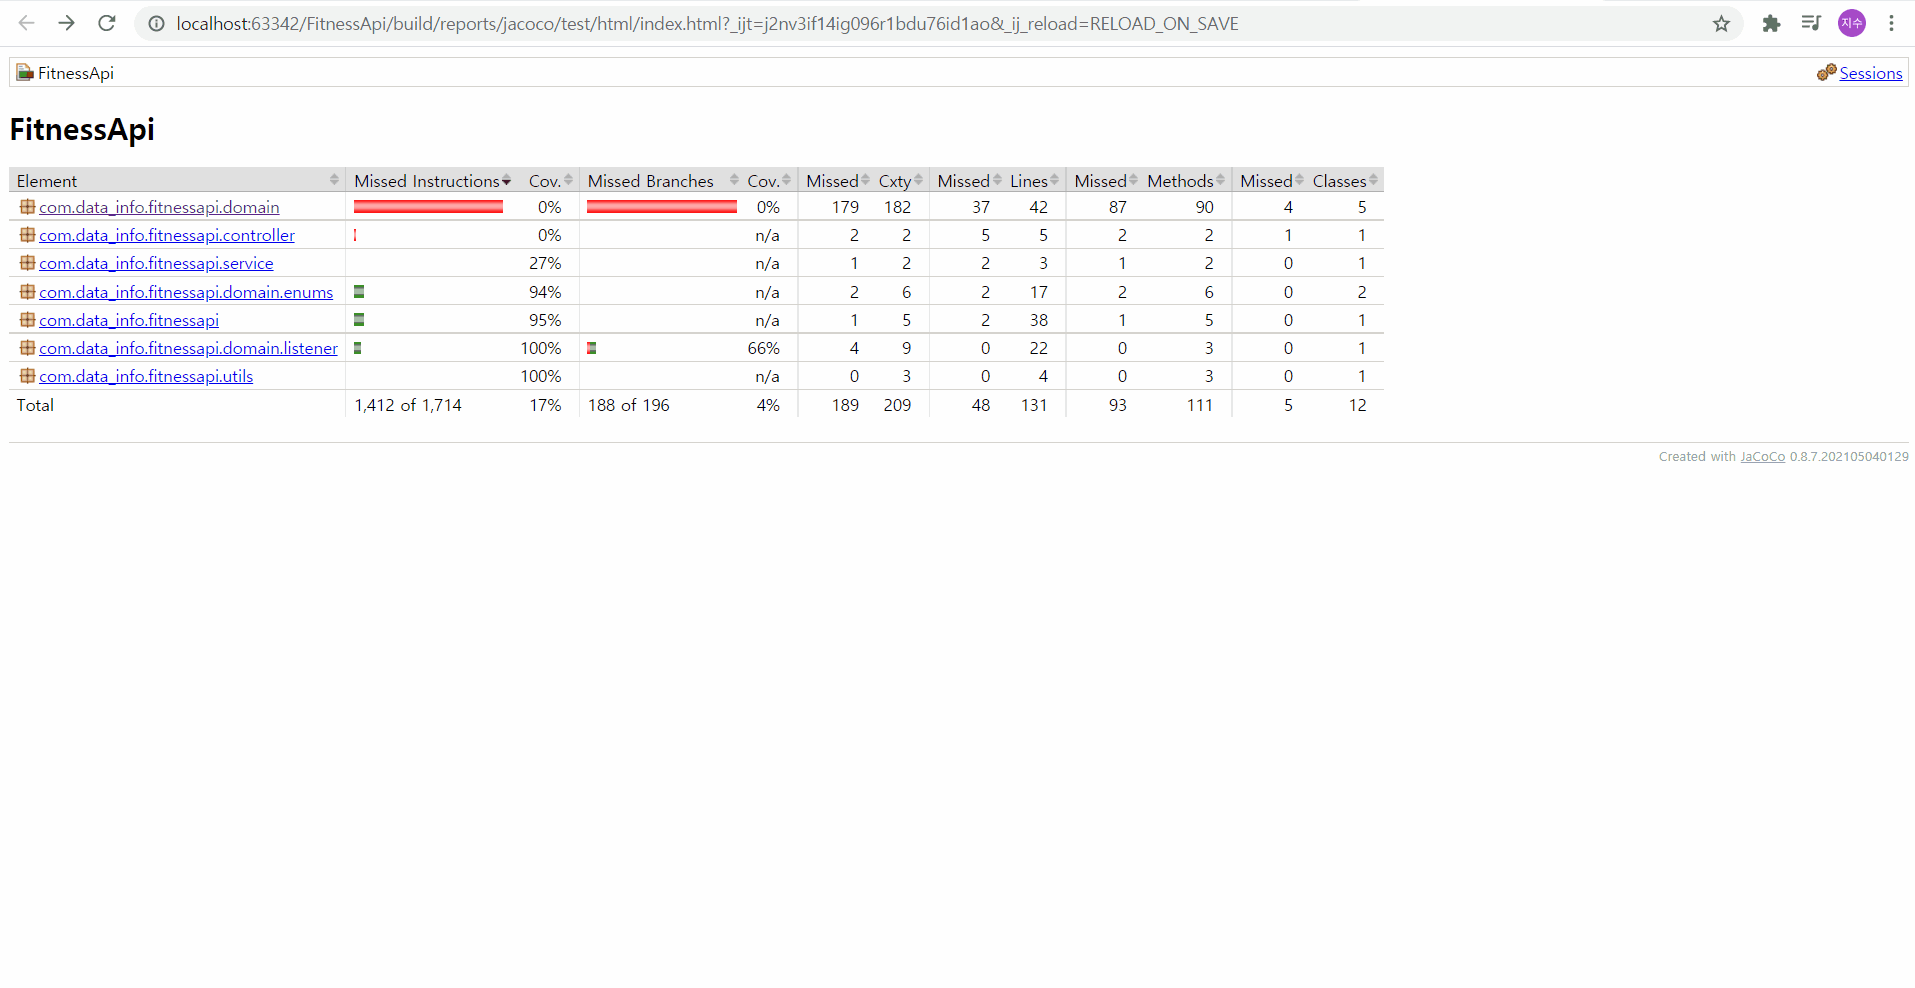 localhost:63342/FitnessApi/build/reports/jacoco/test/html/index.html?_ijt=j2nv3if14ig096r1bdu76id1ao&_ij_reload=RELOAD_ON_SAVE
지수
FitnessApi
Sessions
FitnessApi
Element Missed Instructions Cov. Missed Branches Cov. Missed Cxty Missed Lines Missed Methods Missed Classes
com.data_info.fitnessapi.domain 0% 0% 179 182 37 42 87 90 4 5
com.data_info.fitnessapi.controller 0% n/a 2 2 5 5 2 2 1 1
com.data_info.fitnessapi.service 27% n/a 1 2 2 3 1 2 0 1
com.data_info.fitnessapi.domain.enums 94% n/a 2 6 2 17 2 6 0 2
com.data_info.fitnessapi 95% n/a 1 5 2 38 1 5 0 1
com.data_info.fitnessapi.domain.listener 100% 66% 4 9 0 22 0 3 0 1
com.data_info.fitnessapi.utils 100% n/a 0 3 0 4 0 3 0 1
Total 1,412 of 1,714 17% 188 of 196 4% 189 209 48 131 93 111 5 12
Created with JaCoCo 0.8.7.202105040129